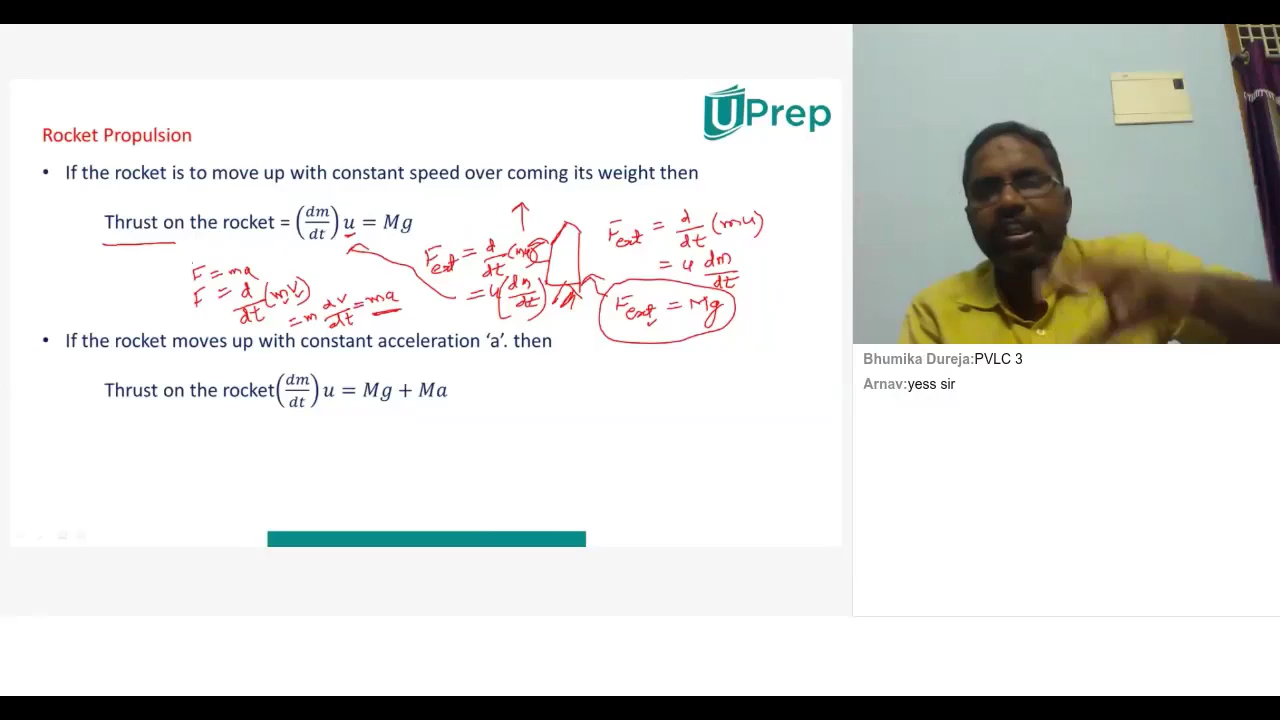 UPrep
Rocket Propulsion
• If the rocket is to move up with constant speed over coming its weight then
Thrust on the rocket = (dm/dt) u = Mg
F = ma
F = d/dt (mv)
= m dv/dt = ma
F ext = d/dt (mu)
= u (dm/dt)
F ext = d/dt (mu)
= u dm/dt
F ext = Mg
• If the rocket moves up with constant acceleration ‘a’. then
Thrust on the rocket (dm/dt) u = Mg + Ma
Bhumika Dureja:PVLC 3
Arnav:yess sir